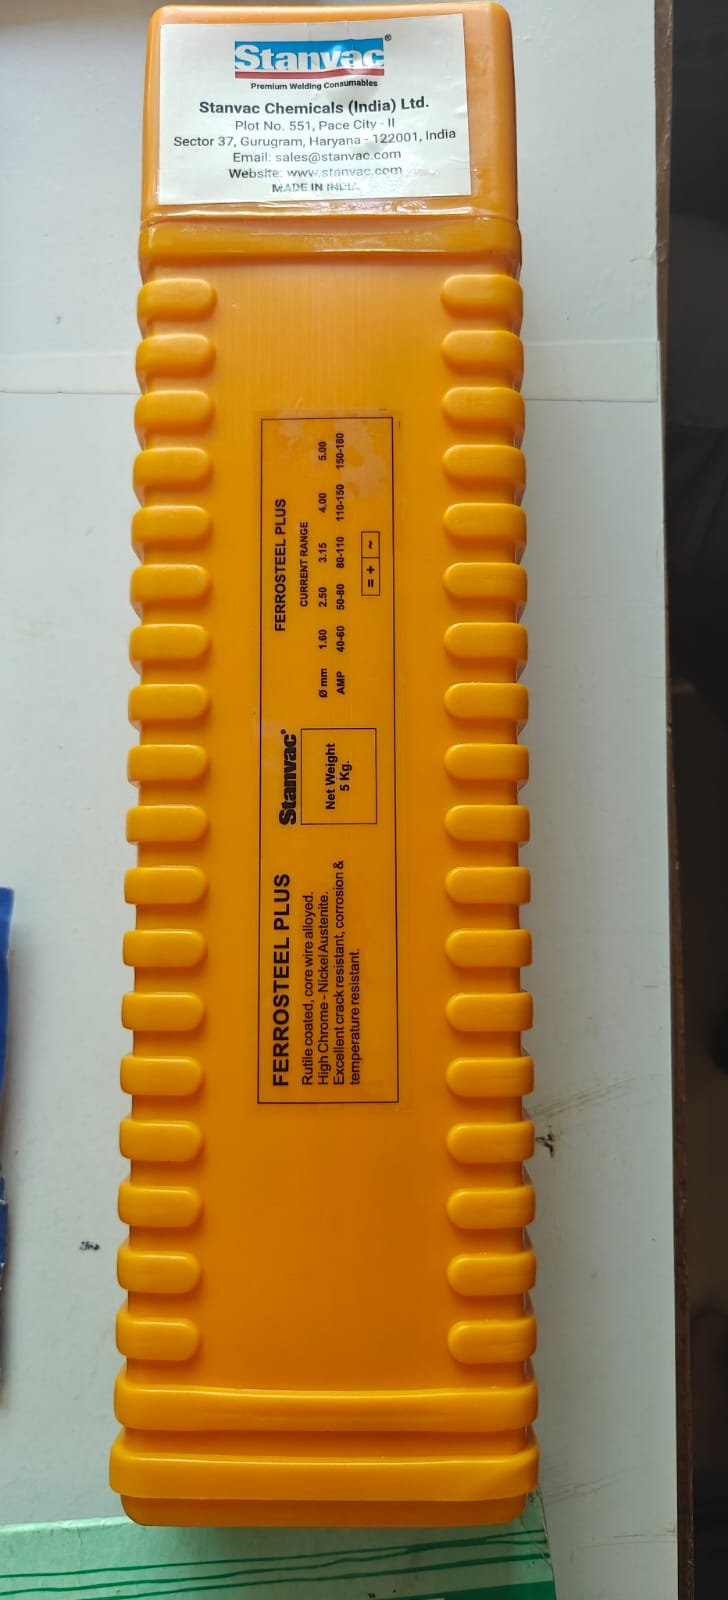 Stanvac®
Premium Welding Consumables
Stanvac Chemicals (India) Ltd.
Plot No. 551, Pace City - II
Sector 37, Gurugram, Haryana - 122001, India
Email: sales@stanvac.com
Website: www.stanvac.com
MADE IN INDIA
FERROSTEEL PLUS
Rutile coated, core wire alloyed.
High Chrome - Nickel Austenite.
Excellent crack resistant, corrosion &
temperature resistant.
Stanvac®
Net Weight
5 Kg.
FERROSTEEL PLUS
CURRENT RANGE
Ø mm 1.60 2.50 3.15 4.00 5.00
AMP 40-60 50-80 80-110 110-150 150-180
= + ~